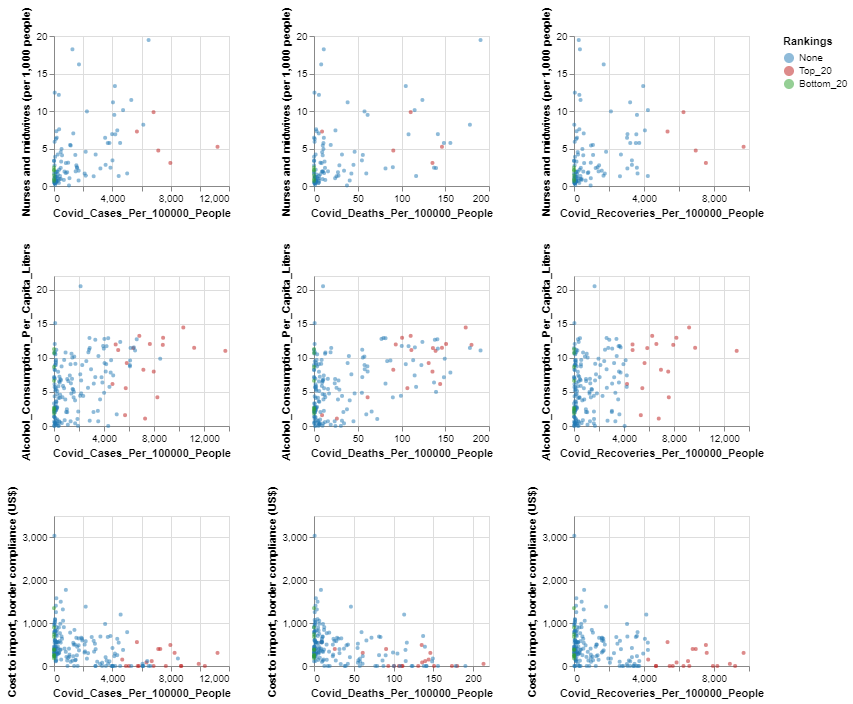 Nurses and midwives (per 1,000 people)
20
15
10
5
0
0 4,000 8,000 12,000
Covid_Cases_Per_100000_People
Nurses and midwives (per 1,000 people)
20
15
10
5
0
0 50 100 150 200
Covid_Deaths_Per_100000_People
Nurses and midwives (per 1,000 people)
20
15
10
5
0
0 4,000 8,000
Covid_Recoveries_Per_100000_People
Rankings
None
Top_20
Bottom_20
Alcohol_Consumption_Per_Capita_Liters
20
15
10
5
0
0 4,000 8,000 12,000
Covid_Cases_Per_100000_People
Alcohol_Consumption_Per_Capita_Liters
20
15
10
5
0
0 50 100 150 200
Covid_Deaths_Per_100000_People
Alcohol_Consumption_Per_Capita_Liters
20
15
10
5
0
0 4,000 8,000 12,000
Covid_Recoveries_Per_100000_People
Cost to import, border compliance (US$)
3,000
2,000
1,000
0
0 4,000 8,000 12,000
Covid_Cases_Per_100000_People
Cost to import, border compliance (US$)
3,000
2,000
1,000
0
0 50 100 150 200
Covid_Deaths_Per_100000_People
Cost to import, border compliance (US$)
3,000
2,000
1,000
0
0 4,000 8,000
Covid_Recoveries_Per_100000_People